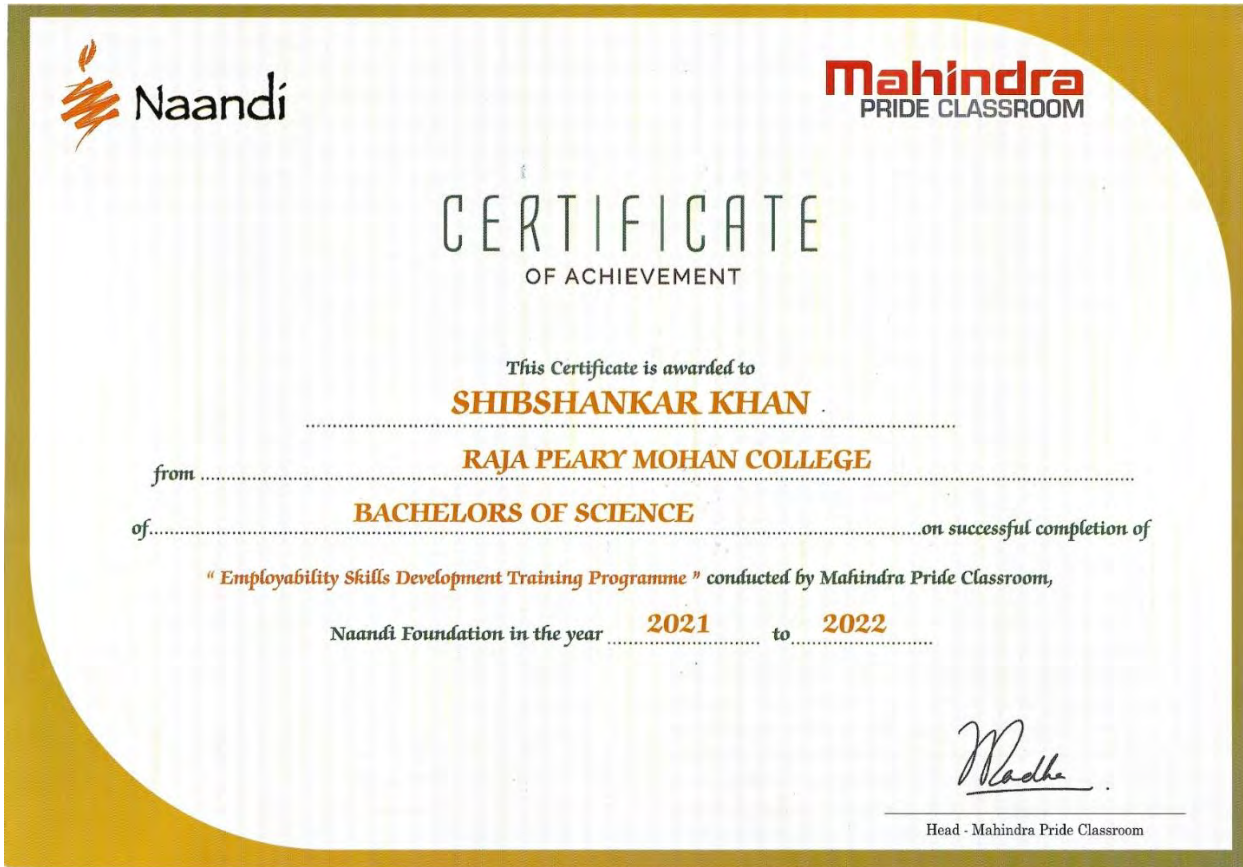 Naandi
Mahindra
PRIDE CLASSROOM
CERTIFICATE
OF ACHIEVEMENT
This Certificate is awarded to
SHIBSHANKAR KHAN
from RAJA PEARY MOHAN COLLEGE
of BACHELORS OF SCIENCE on successful completion of
“ Employability Skills Development Training Programme ” conducted by Mahindra Pride Classroom,
Naandi Foundation in the year 2021 to 2022
Head - Mahindra Pride Classroom